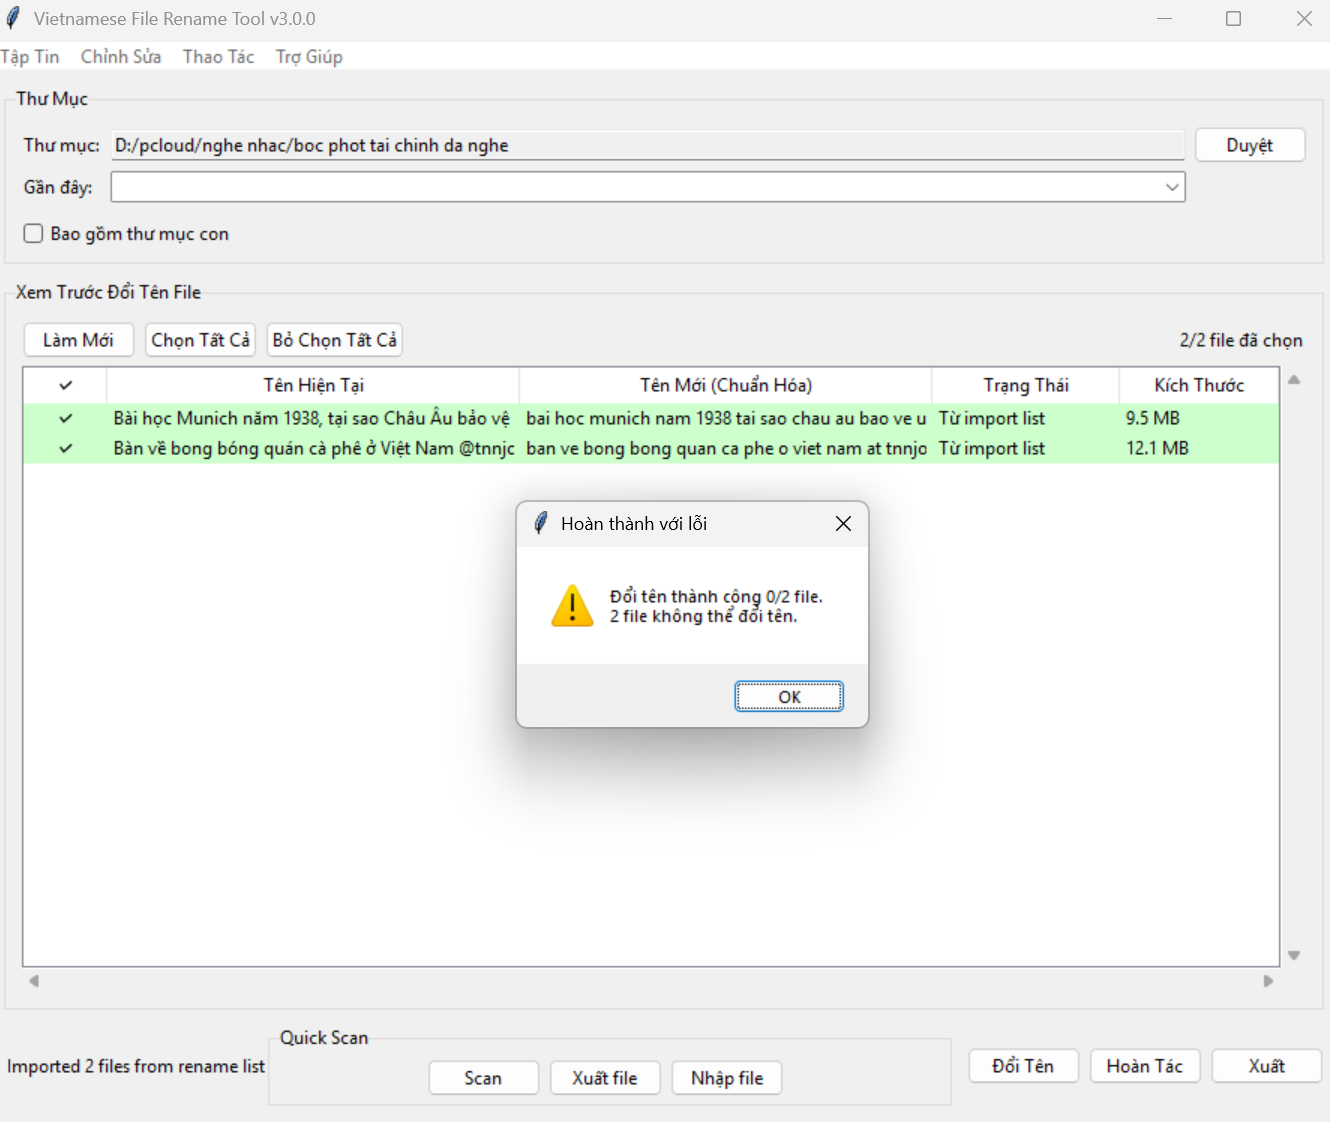 Vietnamese File Rename Tool v3.0.0
Tập Tin Chỉnh Sửa Thao Tác Trợ Giúp
Thư Mục
Thư mục: D:/pcloud/nghe nhac/boc phot tai chinh da nghe Duyệt
Gần đây:
Bao gồm thư mục con
Xem Trước Đổi Tên File
Làm Mới Chọn Tất Cả Bỏ Chọn Tất Cả 2/2 file đã chọn
✓ Tên Hiện Tại Tên Mới (Chuẩn Hóa) Trạng Thái Kích Thước
✓ Bài học Munich năm 1938, tại sao Châu Âu bảo vệ bai hoc munich nam 1938 tai sao chau au bao ve u Từ import list 9.5 MB
✓ Bàn về bong bóng quán cà phê ở Việt Nam @tnnjc ban ve bong bong quan ca phe o viet nam at tnnjo Từ import list 12.1 MB
Hoàn thành với lỗi
Đổi tên thành công 0/2 file.
2 file không thể đổi tên.
OK
Quick Scan
Imported 2 files from rename list Scan Xuất file Nhập file Đổi Tên Hoàn Tác Xuất